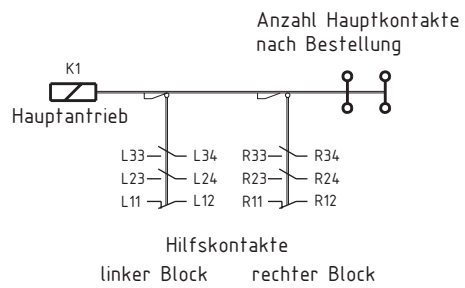 Anzahl Hauptkontakte
nach Bestellung
K1
Hauptantrieb
L33 L34 R33 R34
L23 L24 R23 R24
L11 L12 R11 R12
Hilfskontakte
linker Block rechter Block